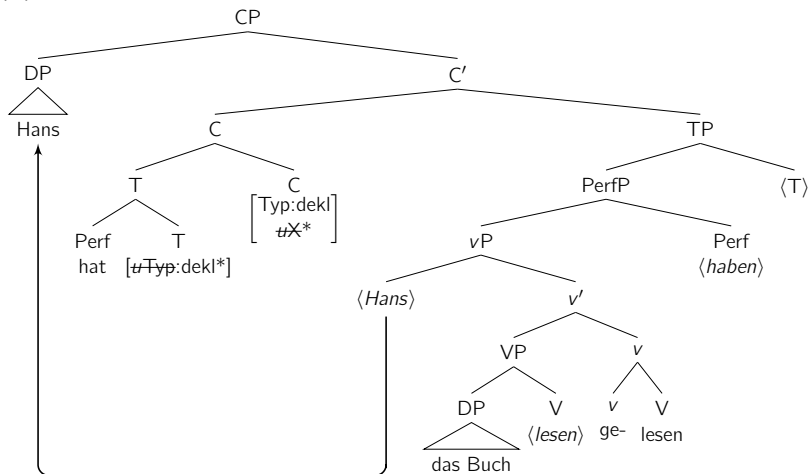 CP
DP C′
Hans C TP
T C PerfP ⟨T⟩
[Typ:dekl
Perf T uX*] vP Perf
hat [uTyp:dekl*] ⟨haben⟩
⟨Hans⟩ v′
VP v
DP V v V
⟨lesen⟩ ge- lesen
das Buch